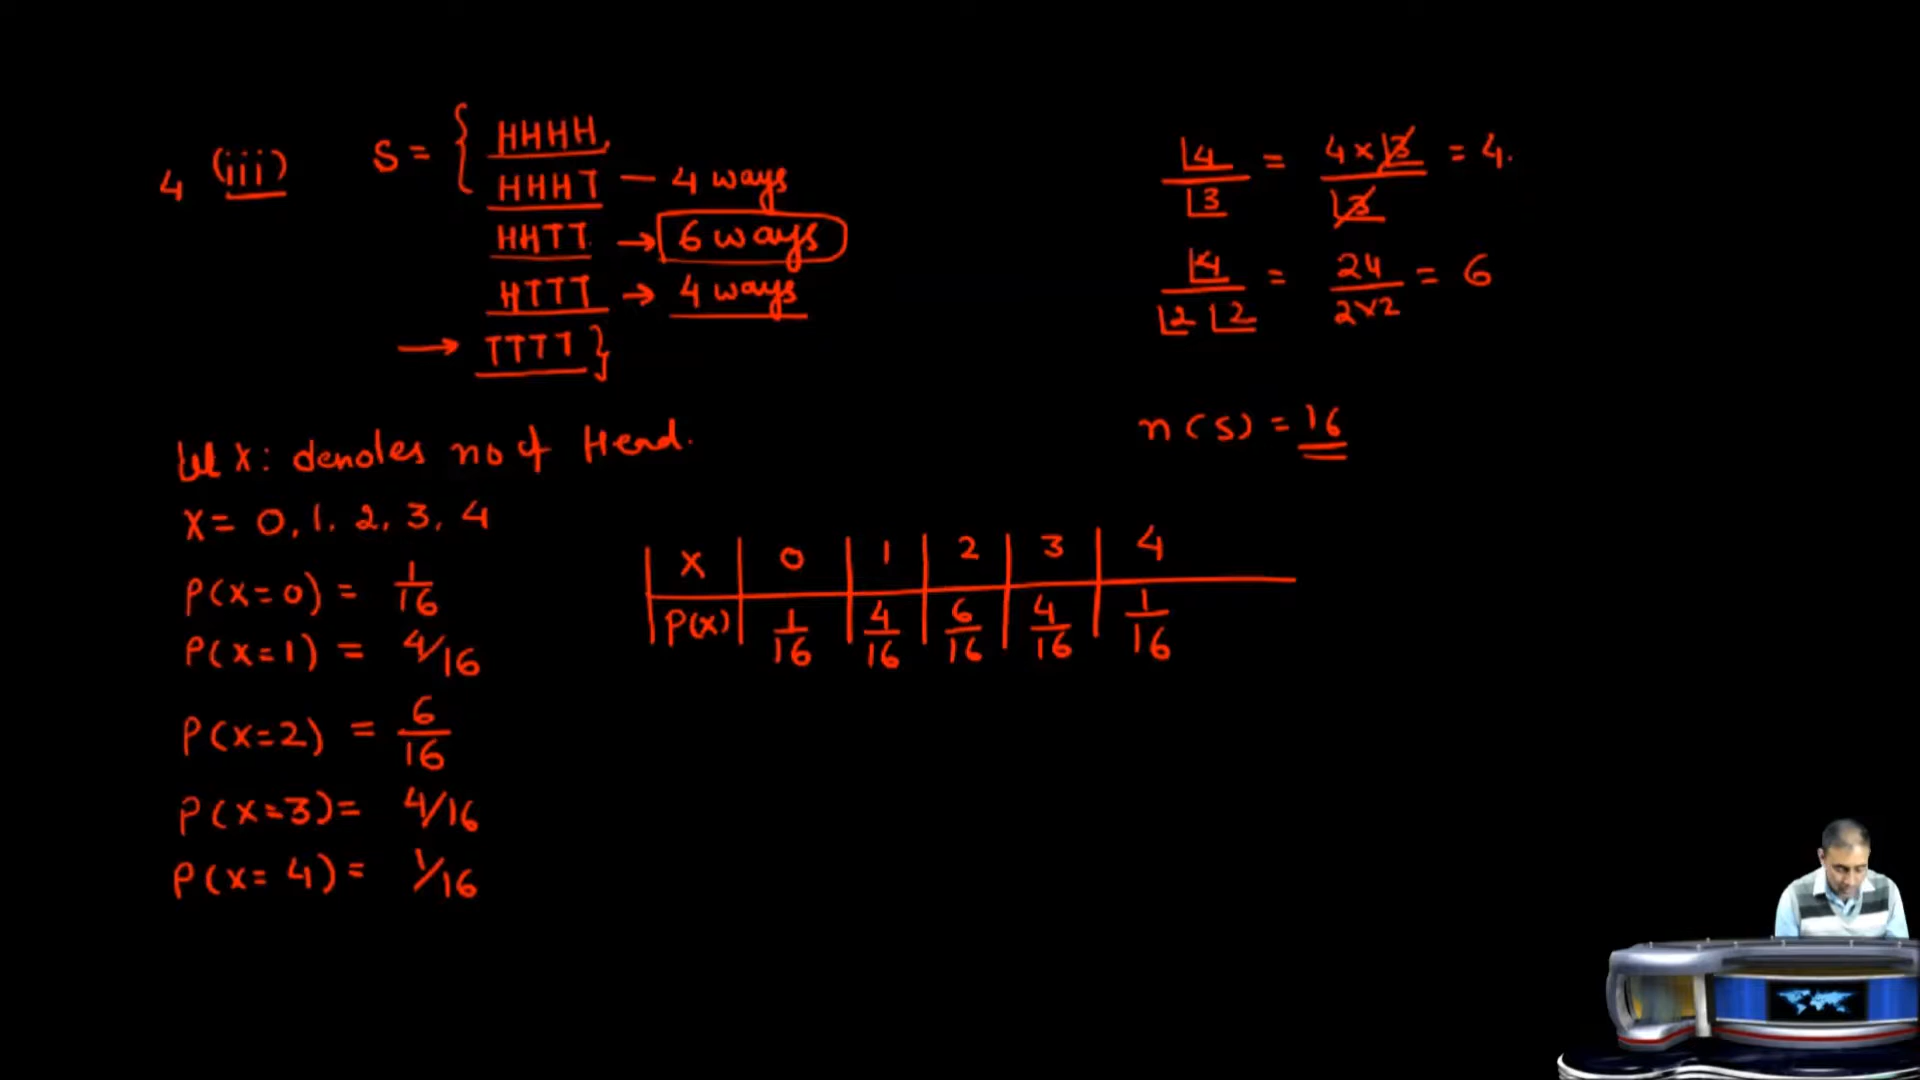 4 (iii) S = { HHHH,
HHHT — 4 ways
HHTT → 6 ways
HTTT → 4 ways
→ TTTT }
Let X: denotes no of Head.
X = 0, 1, 2, 3, 4
P(X=0) = 1/16
P(X=1) = 4/16
P(X=2) = 6/16
P(X=3) = 4/16
P(X=4) = 1/16
⌊4/⌊3 = 4×⌊3/⌊3 = 4.
⌊4/⌊2 ⌊2 = 24/2×2 = 6
n(S) = 16
X 0 1 2 3 4
P(X) 1/16 4/16 6/16 4/16 1/16